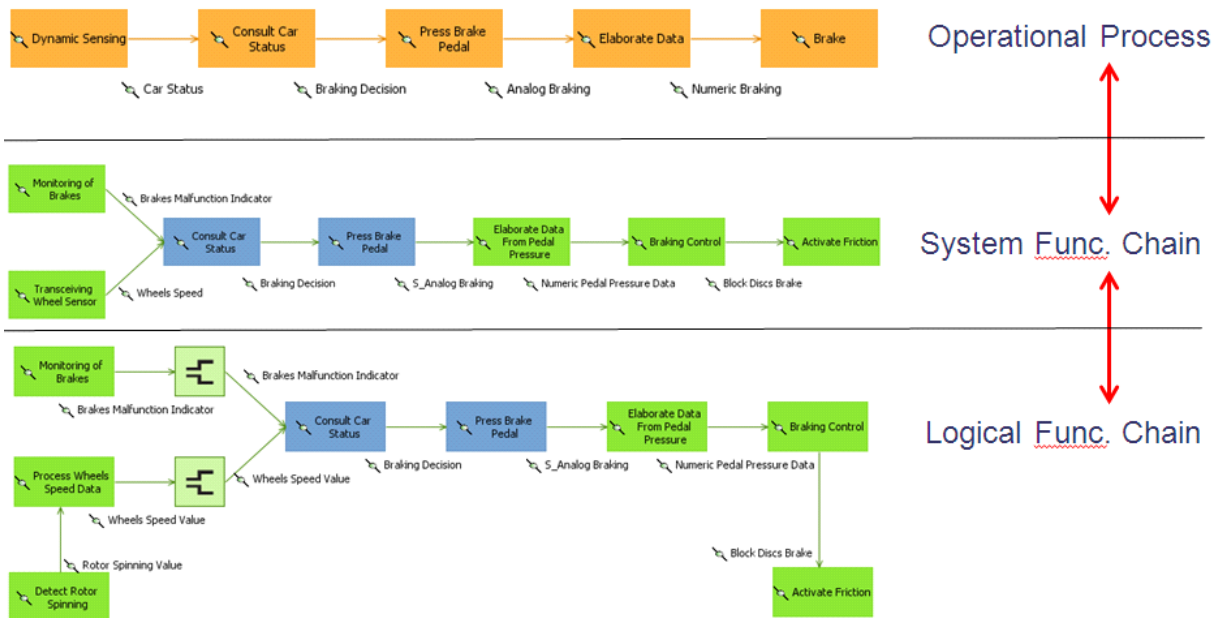 Dynamic Sensing
Consult Car
Status
Press Brake
Pedal
Elaborate Data
Brake
Operational Process
Car Status
Braking Decision
Analog Braking
Numeric Braking
Monitoring of
Brakes
Brakes Malfunction Indicator
Consult Car
Status
Press Brake
Pedal
Elaborate Data
From Pedal
Pressure
Braking Control
Activate Friction
System Func. Chain
Transceiving
Wheel Sensor
Wheels Speed
Braking Decision
S_Analog Braking
Numeric Pedal Pressure Data
Block Discs Brake
Monitoring of
Brakes
Brakes Malfunction Indicator
Brakes Malfunction Indicator
Consult Car
Status
Press Brake
Pedal
Elaborate Data
From Pedal
Pressure
Braking Control
Logical Func. Chain
Braking Decision
S_Analog Braking
Numeric Pedal Pressure Data
Process Wheels
Speed Data
Wheels Speed Value
Wheels Speed Value
Rotor Spinning Value
Block Discs Brake
Detect Rotor
Spinning
Activate Friction